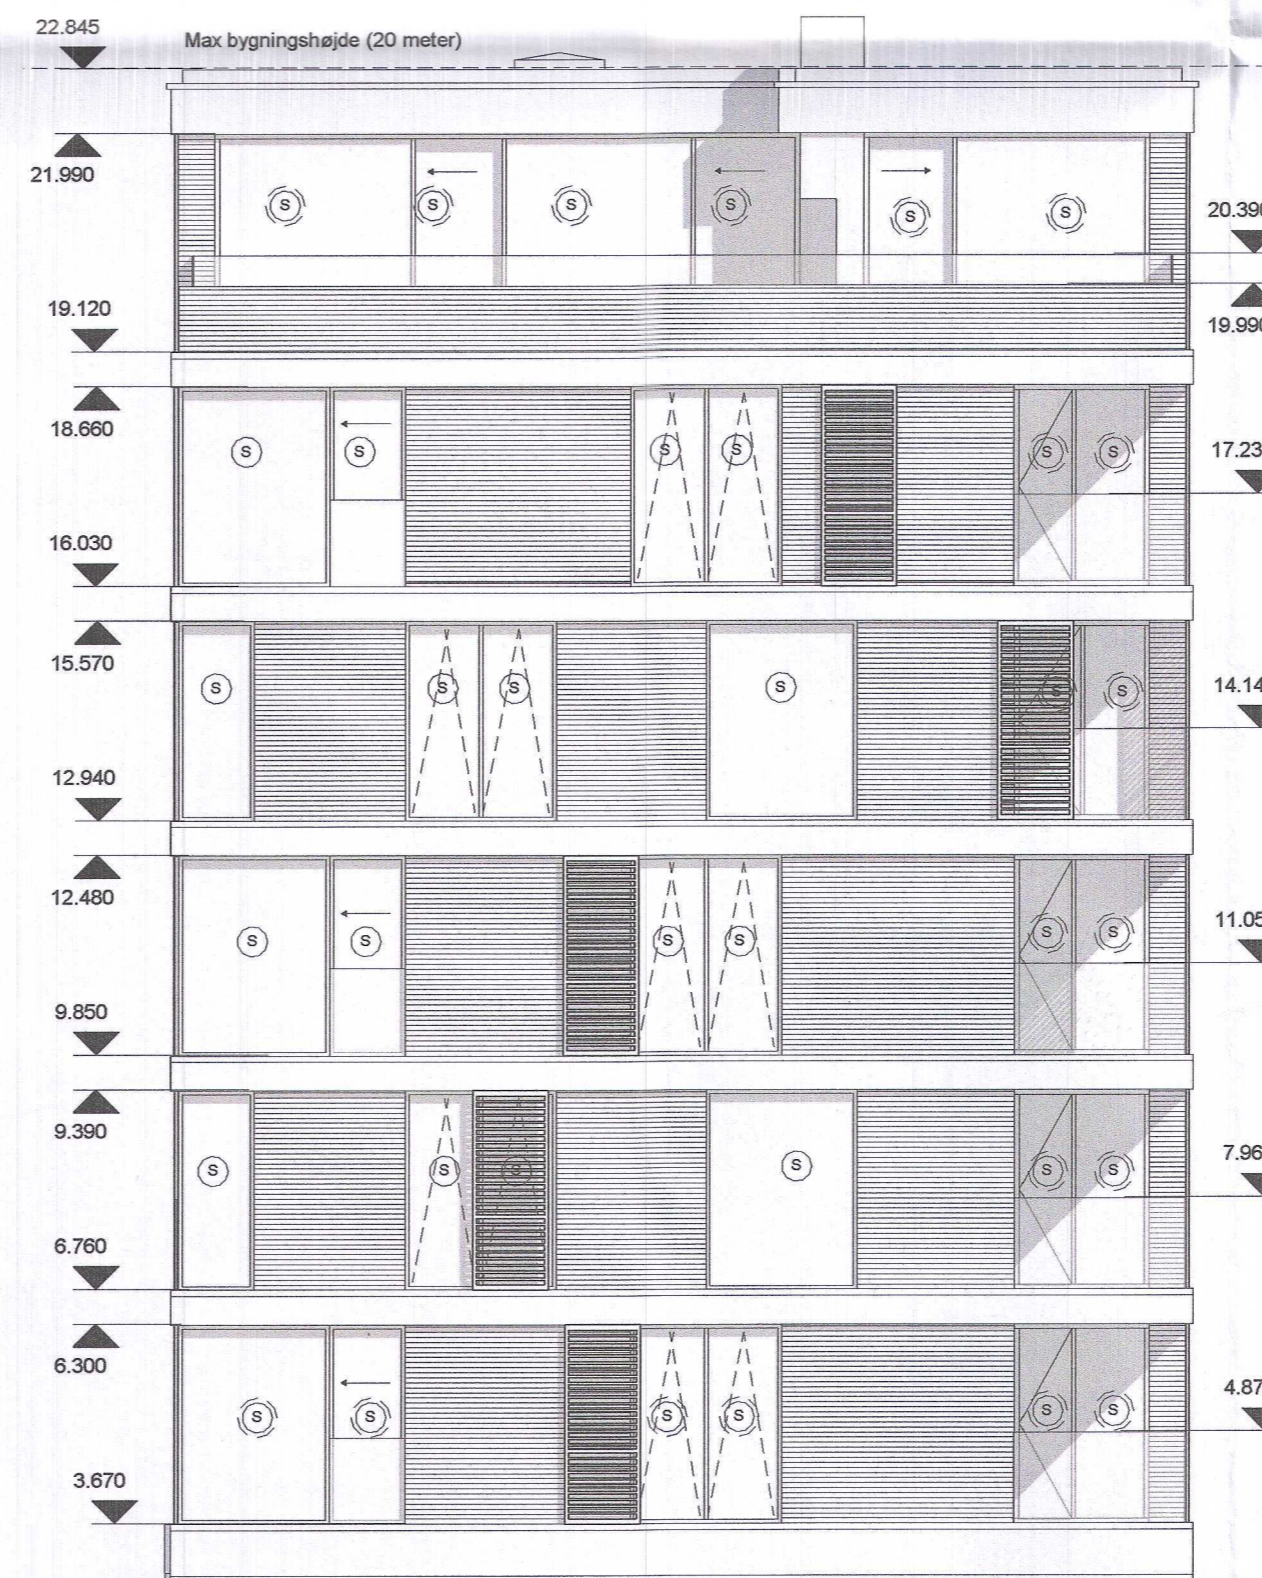 22.845
Max bygningshøjde (20 meter)
21.990
S S S S S S
20.390
19.120
19.990
18.660
S S S S S S
17.23
16.030
15.570
S S S S S S
14.14
12.940
12.480
S S S S S S
11.05
9.850
9.390
S S S S S S
7.96
6.760
6.300
S S S S S S
4.87
3.670